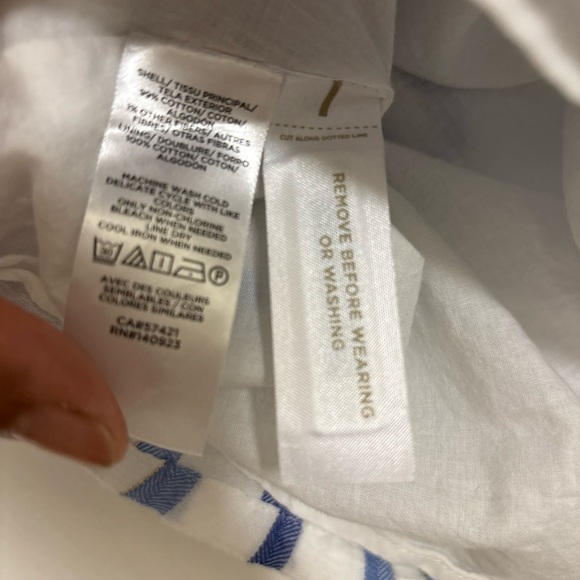 SHELL/ TISSU PRINCIPAL/
TELA EXTERIOR
99% COTTON/ COTON/
ALGODÓN
1% OTHER FIBER/ AUTRES
FIBRES/ OTRAS FIBRAS
LINING/ DOUBLURE/ FORRO
100% COTTON/ COTON/
ALGODÓN
MACHINE WASH COLD
DELICATE CYCLE WITH LIKE
COLORS
ONLY NON-CHLORINE
BLEACH WHEN NEEDED
LINE DRY
COOL IRON WHEN NEEDED
30
P
AVEC DES COULEURS
SEMBLABLES / CON
COLORES SIMILARES
CA#57421
RN#140923
CUT ALONG DOTTED LINE
REMOVE BEFORE WEARING
OR WASHING